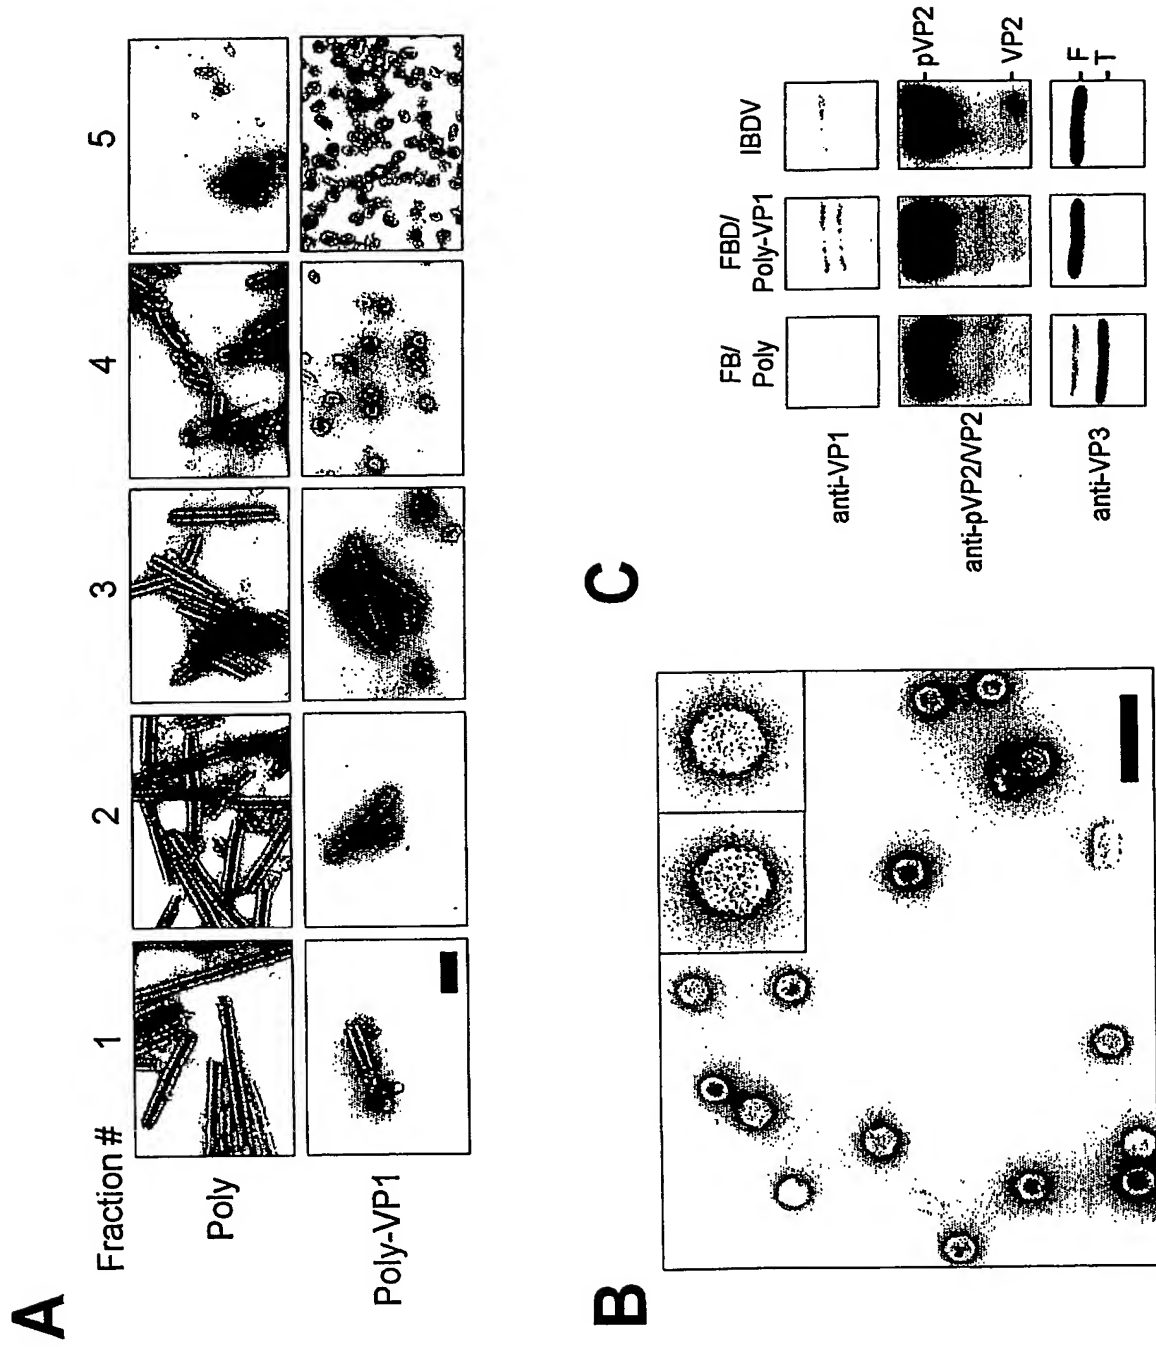 A
Fraction # 1 2 3 4 5
Poly
Poly-VP1
B
C
FB/
Poly
FBD/
Poly-VP1
IBDV
anti-VP1
anti-pVP2/VP2
pVP2
VP2
anti-VP3
F
T